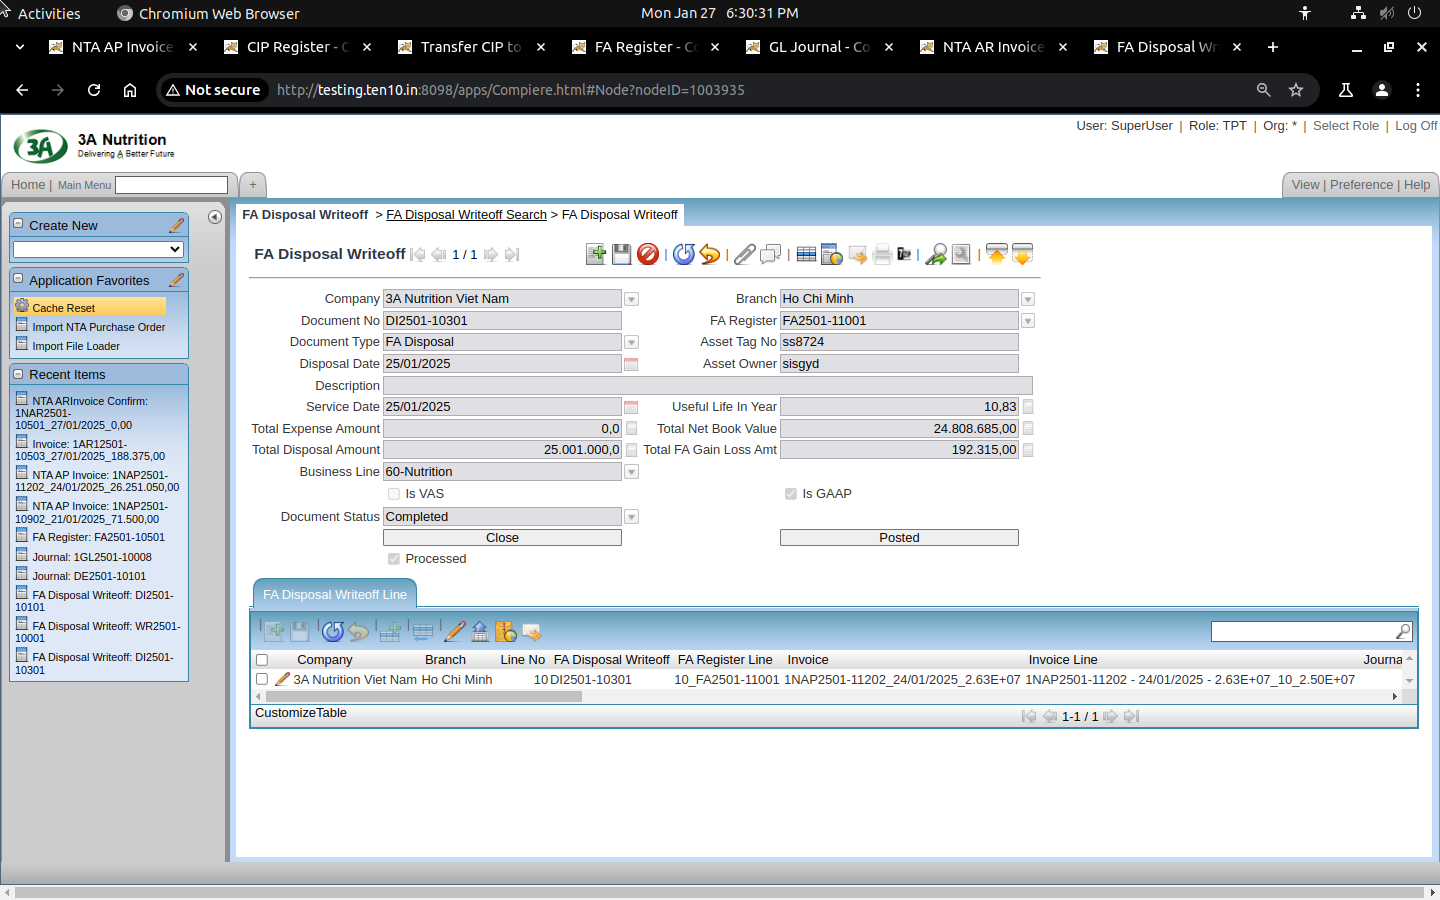 Activities Chromium Web Browser Mon Jan 27 6:30:31 PM
NTA AP Invoice CIP Register - C Transfer CIP to FA Register - Co GL Journal - Co NTA AR Invoice FA Disposal Wr
Not secure http://testing.ten10.in:8098/apps/Compiere.html#Node?nodeID=1003935
User: SuperUser | Role: TPT | Org: * | Select Role | Log Off
3A
3A Nutrition
Delivering A Better Future
Home | Main Menu + View | Preference | Help
FA Disposal Writeoff > FA Disposal Writeoff Search > FA Disposal Writeoff
Create New
Application Favorites
Cache Reset
Import NTA Purchase Order
Import File Loader
Recent Items
NTA ARInvoice Confirm:
1NAR2501-
10501_27/01/2025_0,00
Invoice: 1AR12501-
10503_27/01/2025_188.375,00
NTA AP Invoice: 1NAP2501-
11202_24/01/2025_26.251.050,00
NTA AP Invoice: 1NAP2501-
10902_21/01/2025_71.500,00
FA Register: FA2501-10501
Journal: 1GL2501-10008
Journal: DE2501-10101
FA Disposal Writeoff: DI2501-
10101
FA Disposal Writeoff: WR2501-
10001
FA Disposal Writeoff: DI2501-
10301
FA Disposal Writeoff 1 / 1
Company 3A Nutrition Viet Nam Branch Ho Chi Minh
Document No DI2501-10301 FA Register FA2501-11001
Document Type FA Disposal Asset Tag No ss8724
Disposal Date 25/01/2025 Asset Owner sisgyd
Description
Service Date 25/01/2025 Useful Life In Year 10,83
Total Expense Amount 0,0 Total Net Book Value 24.808.685,00
Total Disposal Amount 25.001.000,0 Total FA Gain Loss Amt 192.315,00
Business Line 60-Nutrition
Is VAS Is GAAP
Document Status Completed
Close Posted
Processed
FA Disposal Writeoff Line
Company Branch Line No FA Disposal Writeoff FA Register Line Invoice Invoice Line Journa
3A Nutrition Viet Nam Ho Chi Minh 10 DI2501-10301 10_FA2501-11001 1NAP2501-11202_24/01/2025_2.63E+07 1NAP2501-11202 - 24/01/2025 - 2.63E+07_10_2.50E+07
CustomizeTable 1-1 / 1